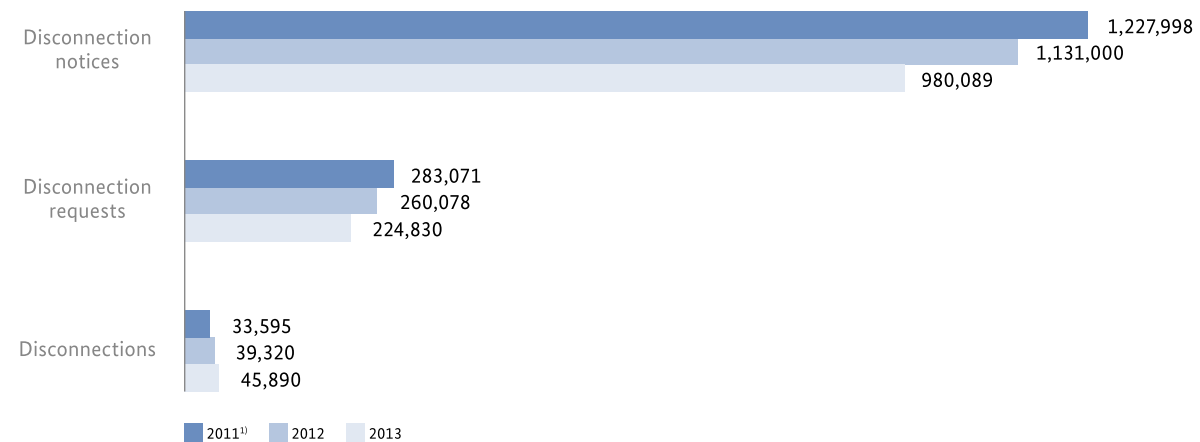 Disconnection
notices
1,227,998
1,131,000
980,089
Disconnection
requests
283,071
260,078
224,830
Disconnections
33,595
39,320
45,890
2011¹⁾ 2012 2013